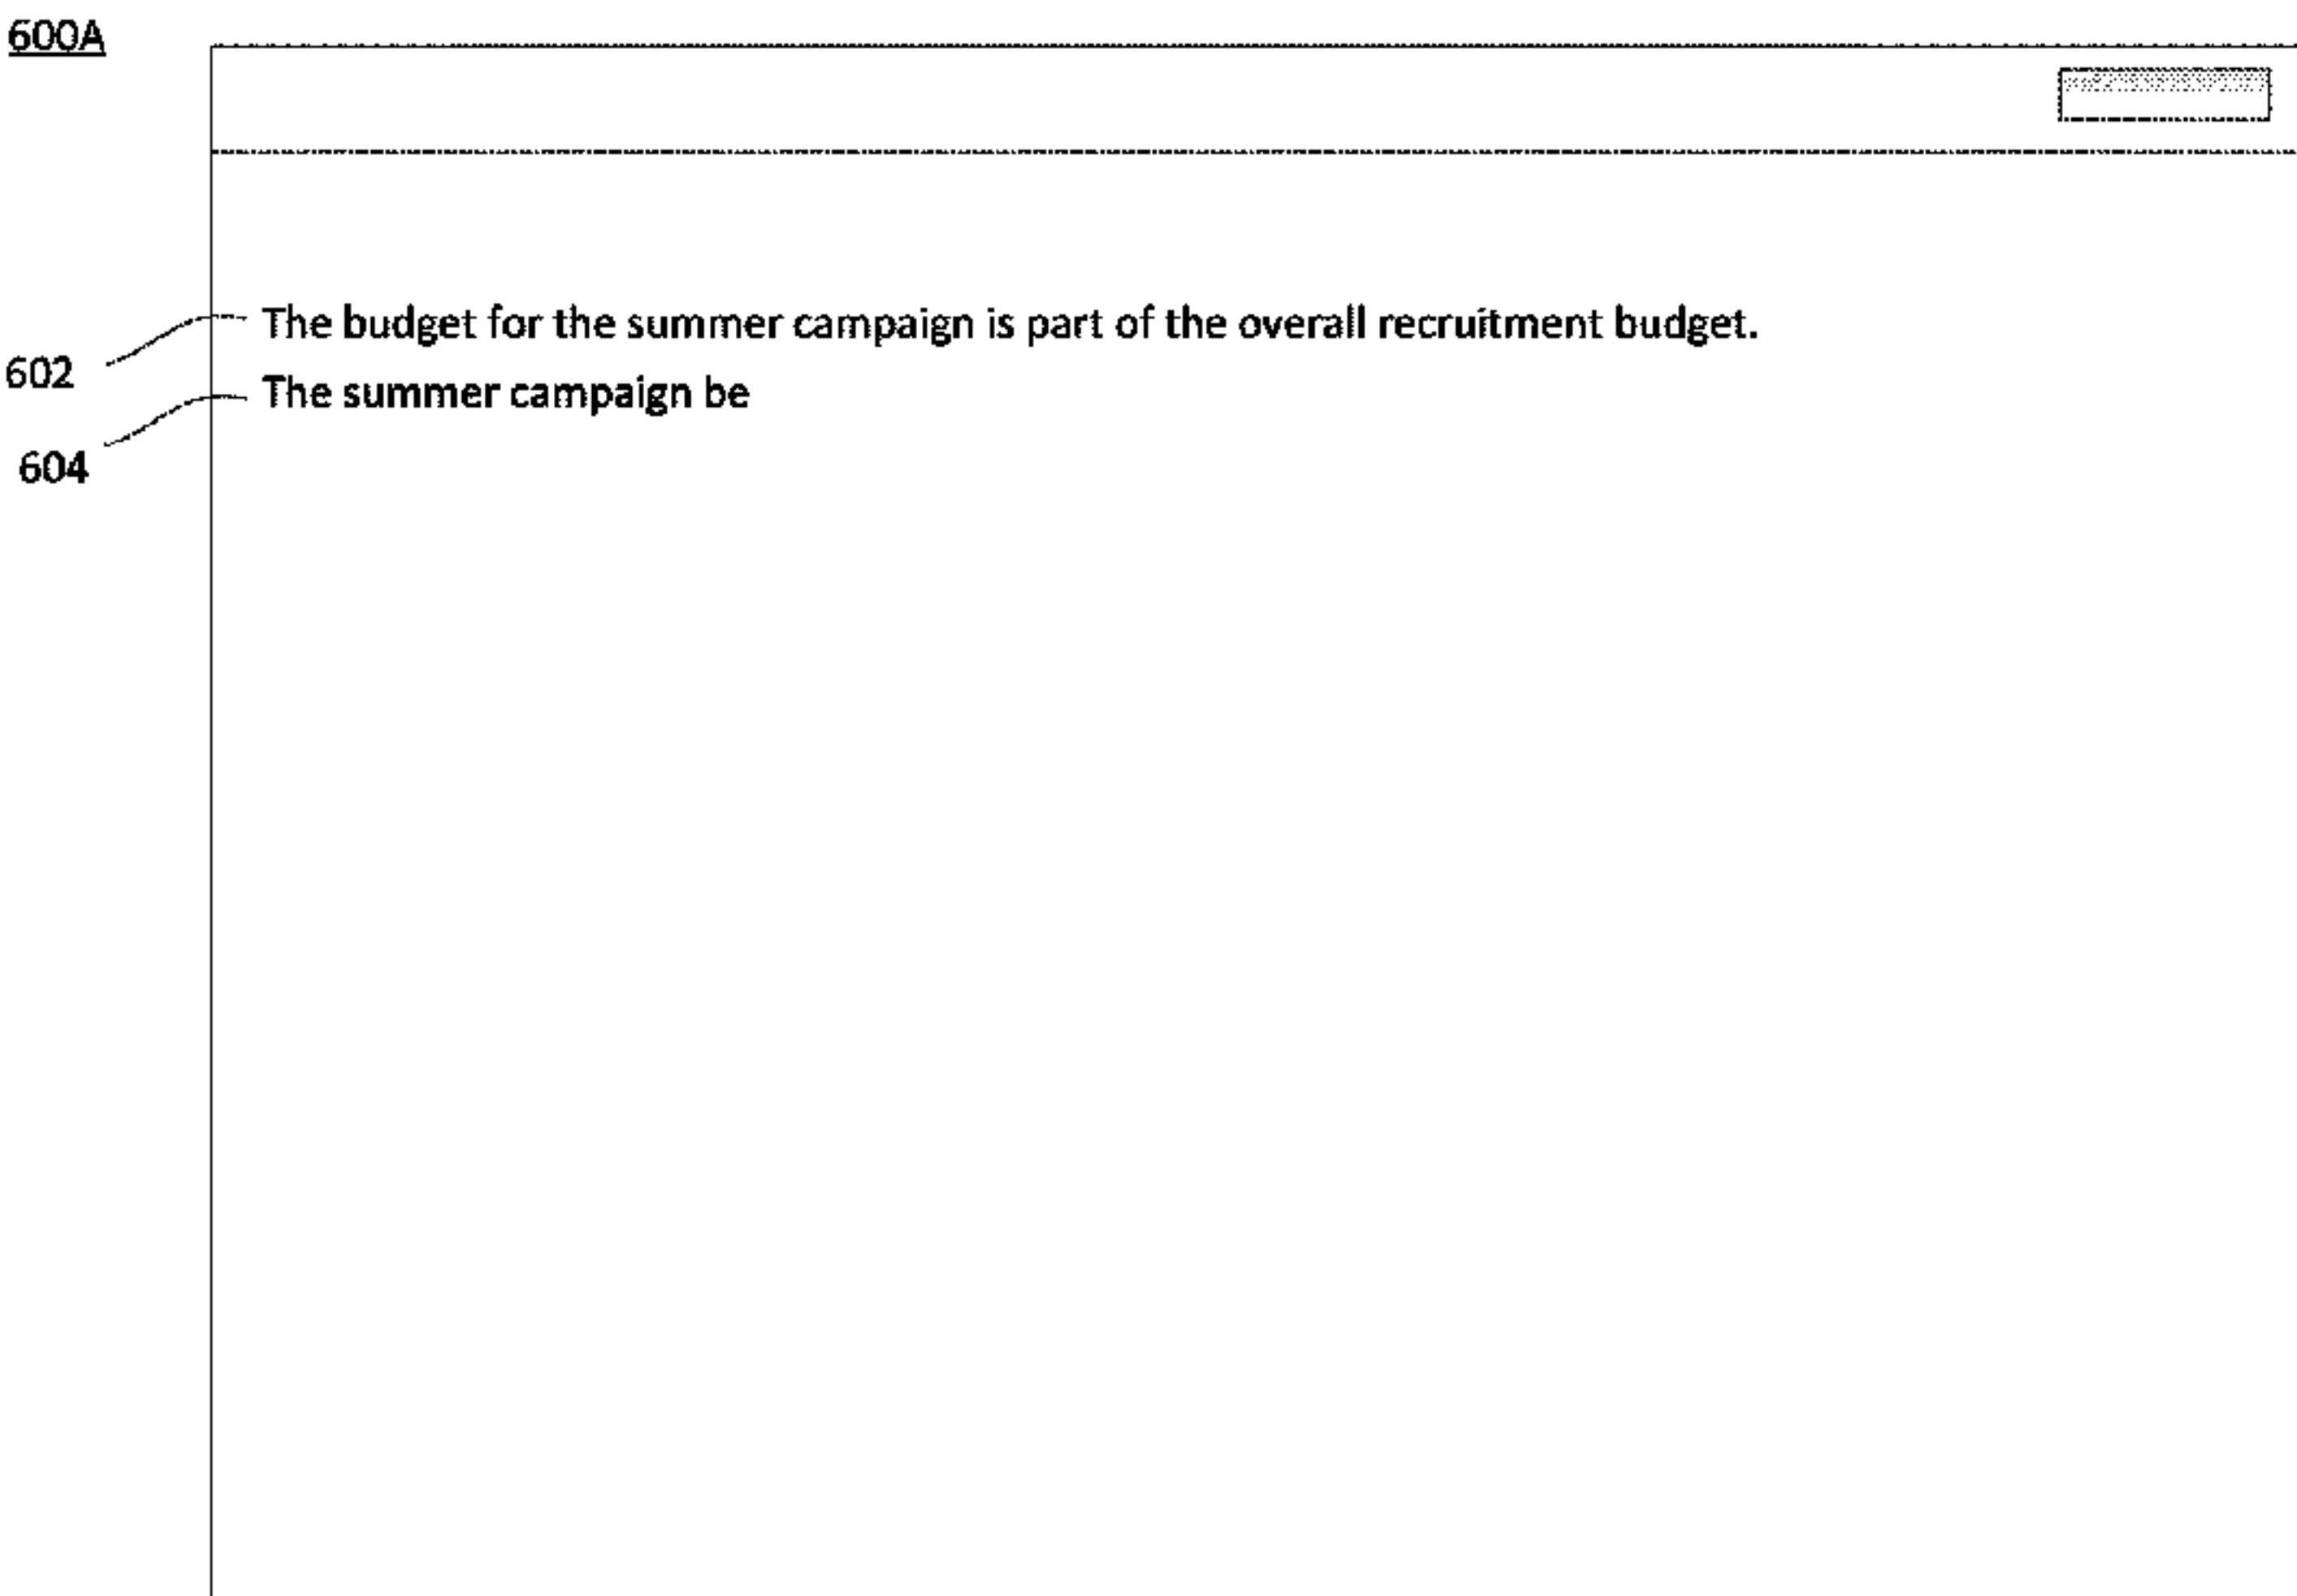 600A
The budget for the summer campaign is part of the overall recruitment budget.
602
The summer campaign be
604